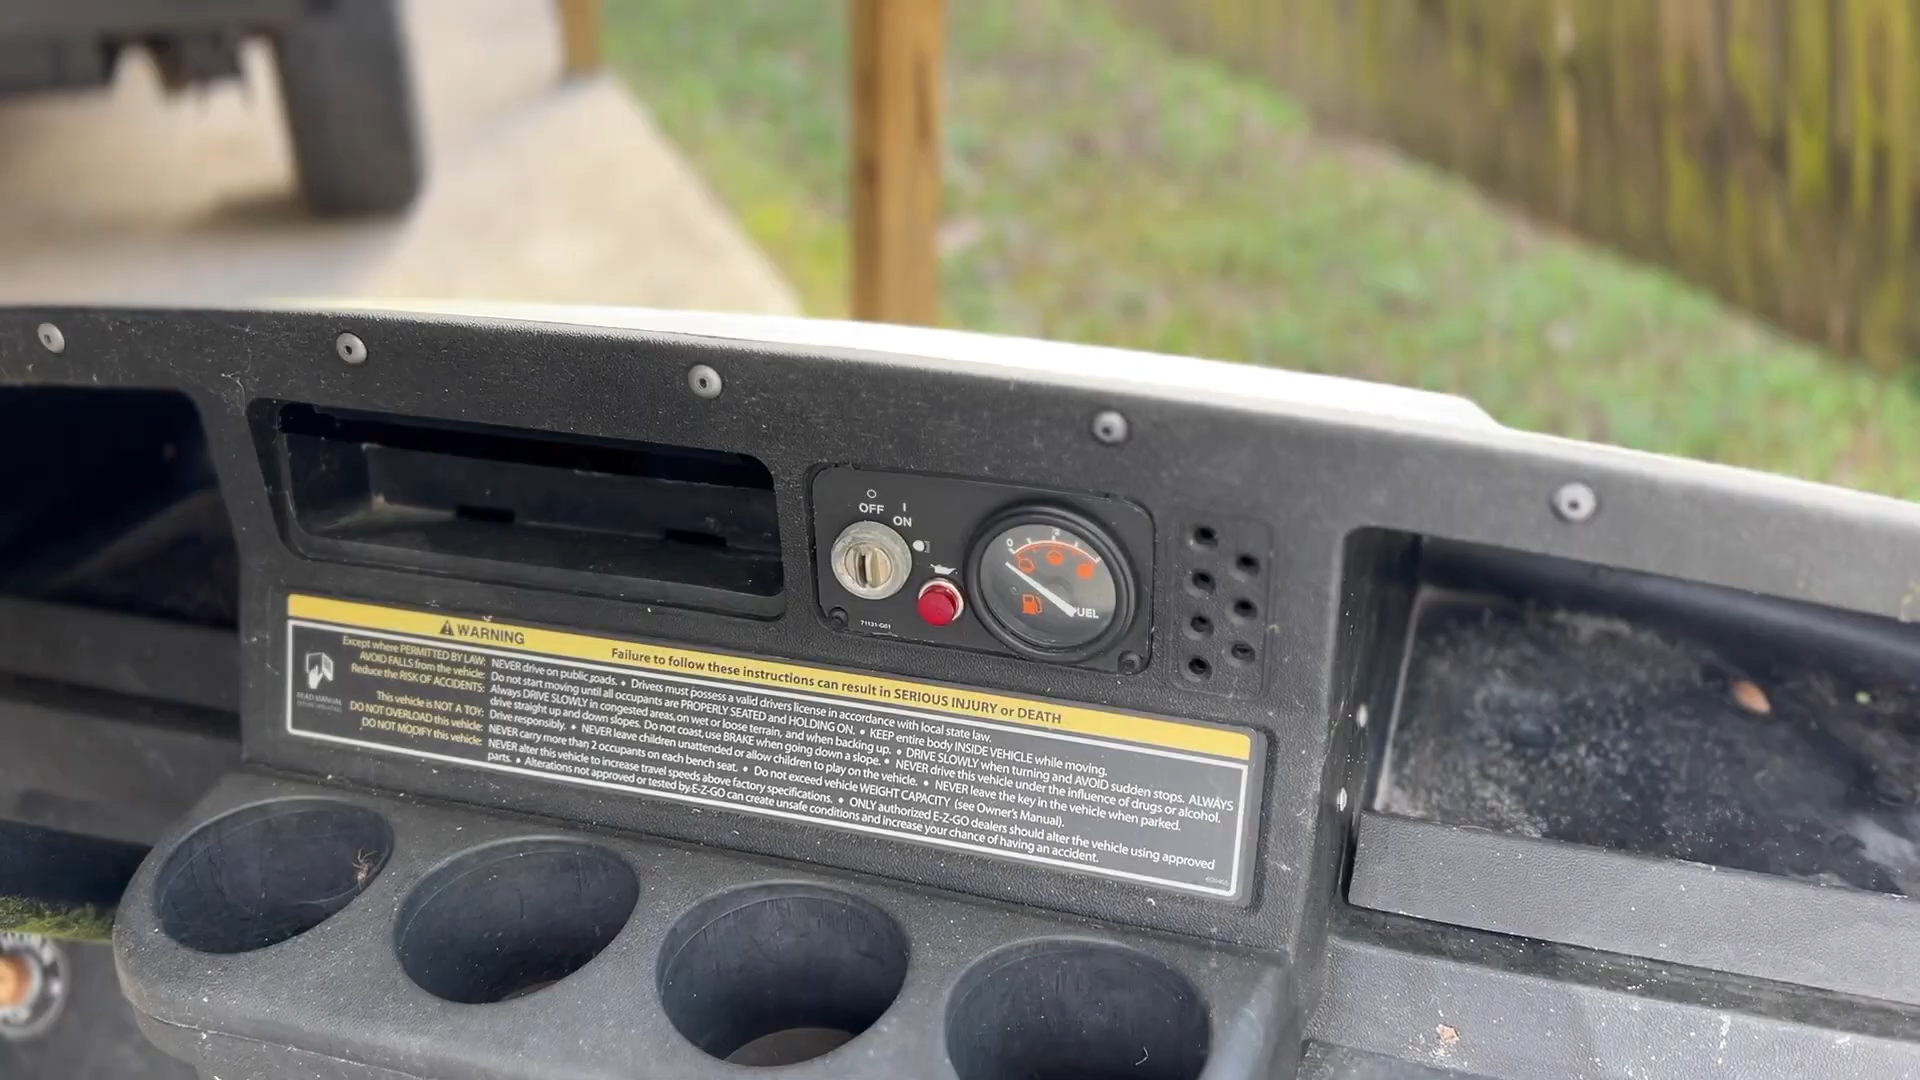 OFF
ON
0
71131-G01
FUEL
WARNING
Failure to follow these instructions can result in SERIOUS INJURY or DEATH
READ MANUAL
Except where PERMITTED BY LAW: NEVER drive on public roads. • Drivers must possess a valid drivers license in accordance with local state law.
AVOID FALLS from the vehicle: Do not start moving until all occupants are PROPERLY SEATED and HOLDING ON. • KEEP entire body INSIDE VEHICLE while moving.
Reduce the RISK OF ACCIDENTS: Always DRIVE SLOWLY in congested areas, on wet or loose terrain, and when backing up. • DRIVE SLOWLY when turning and AVOID sudden stops. ALWAYS
drive straight up and down slopes. Do not coast, use BRAKE when going down a slope. • NEVER drive this vehicle under the influence of drugs or alcohol.
This vehicle is NOT A TOY: Drive responsibly. • NEVER leave children unattended or allow children to play on the vehicle. • NEVER leave the key in the vehicle when parked.
DO NOT OVERLOAD this vehicle: NEVER carry more than 2 occupants on each bench seat. • Do not exceed vehicle WEIGHT CAPACITY (see Owner's Manual).
DO NOT MODIFY this vehicle: NEVER alter this vehicle to increase travel speeds above factory specifications. • ONLY authorized E-Z-GO dealers should alter the vehicle using approved
parts. • Alterations not approved or tested by E-Z-GO can create unsafe conditions and increase your chance of having an accident.